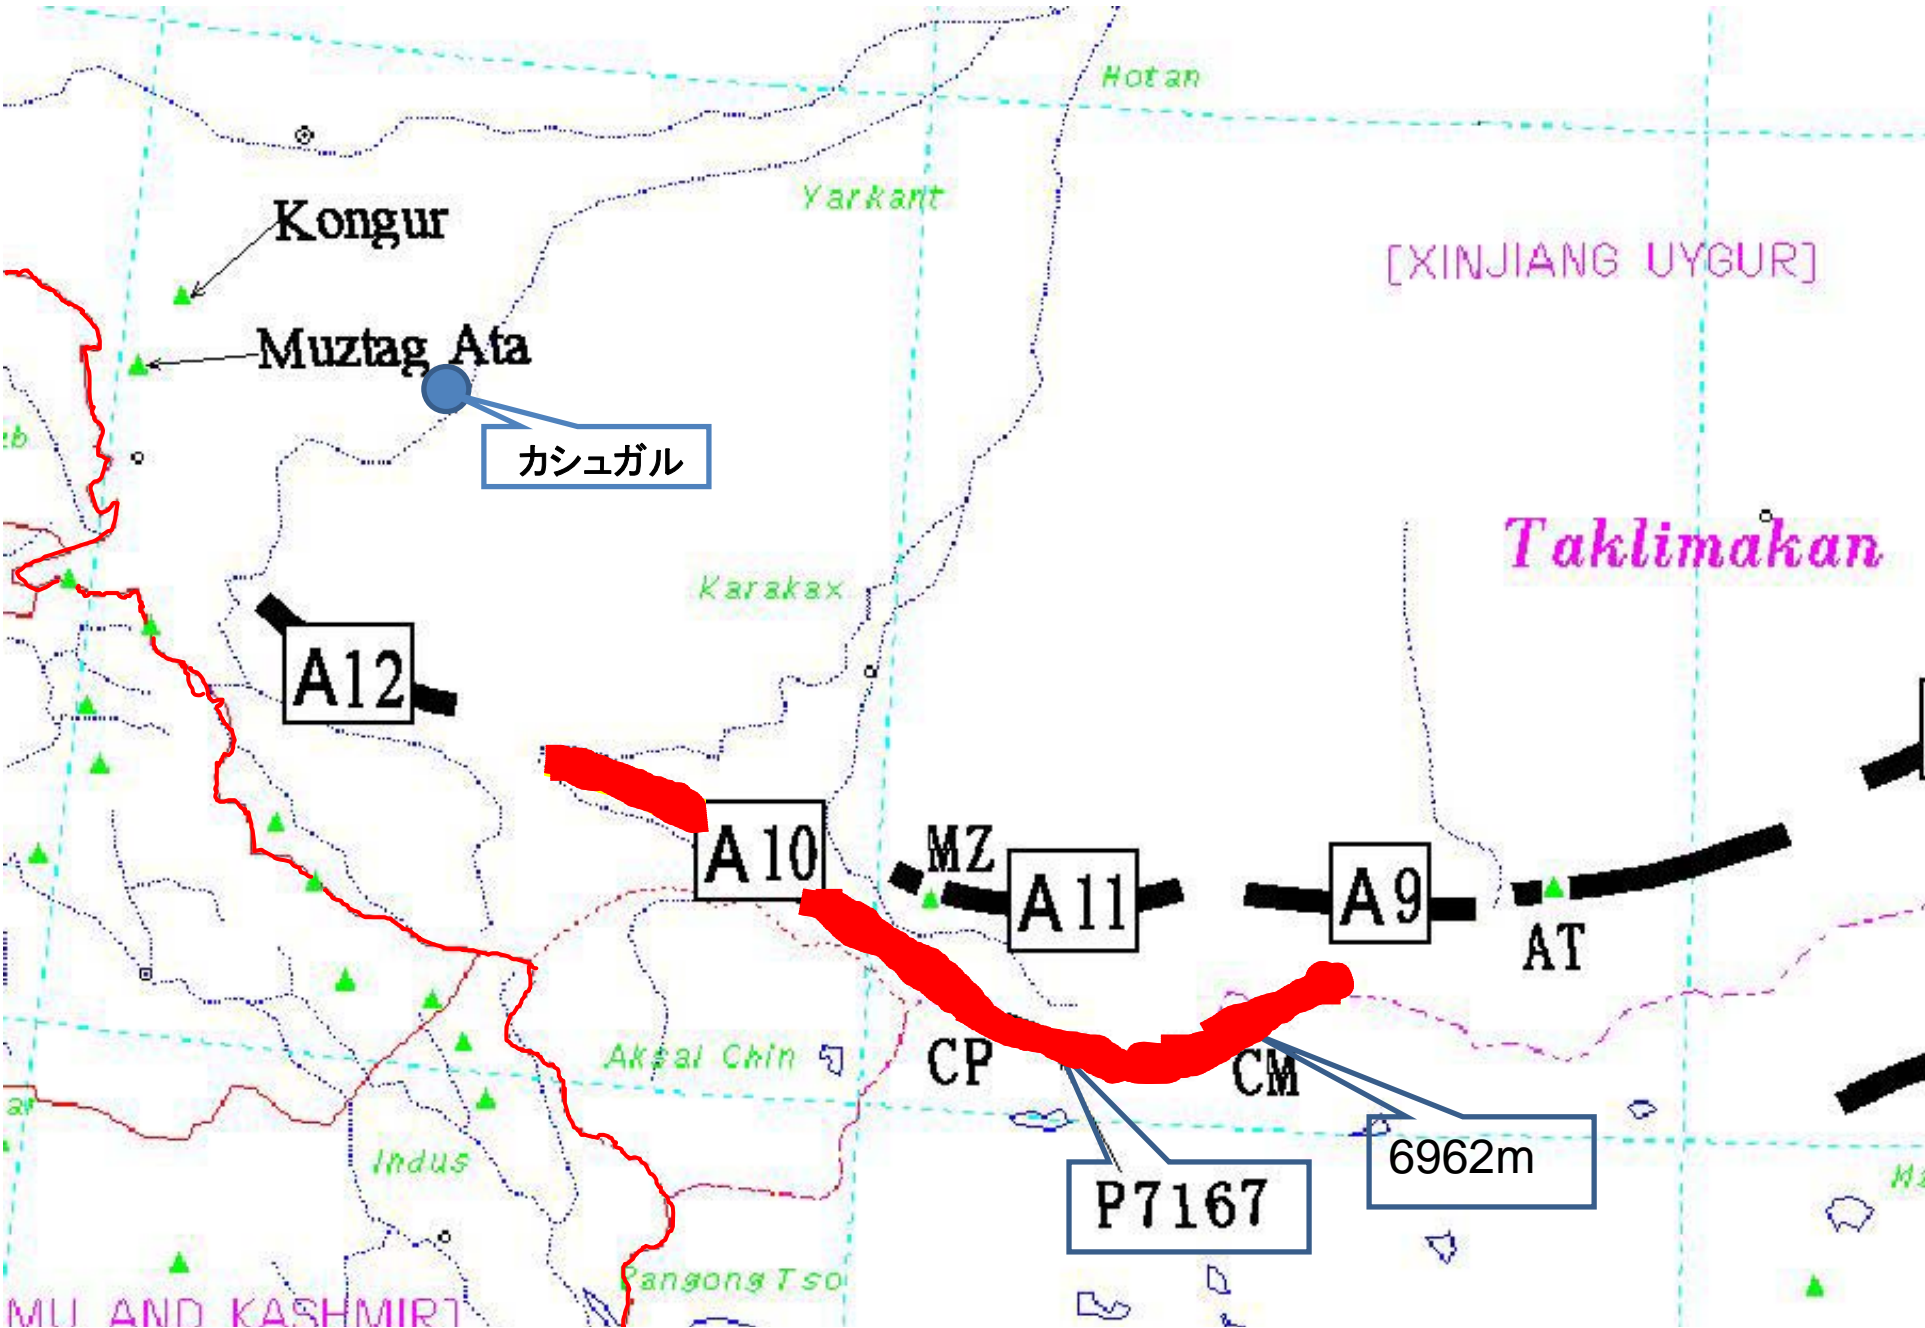 Hotan
Yarkant
Kongur
[XINJIANG UYGUR]
Muztag Ata
カシュガル
Taklimakan
Karakax
A12
A10
MZ
A11
A9
AT
Aksai Chin
CP
CM
6962m
Indus
P7167
Pangong Tso
MU AND KASHMIR]